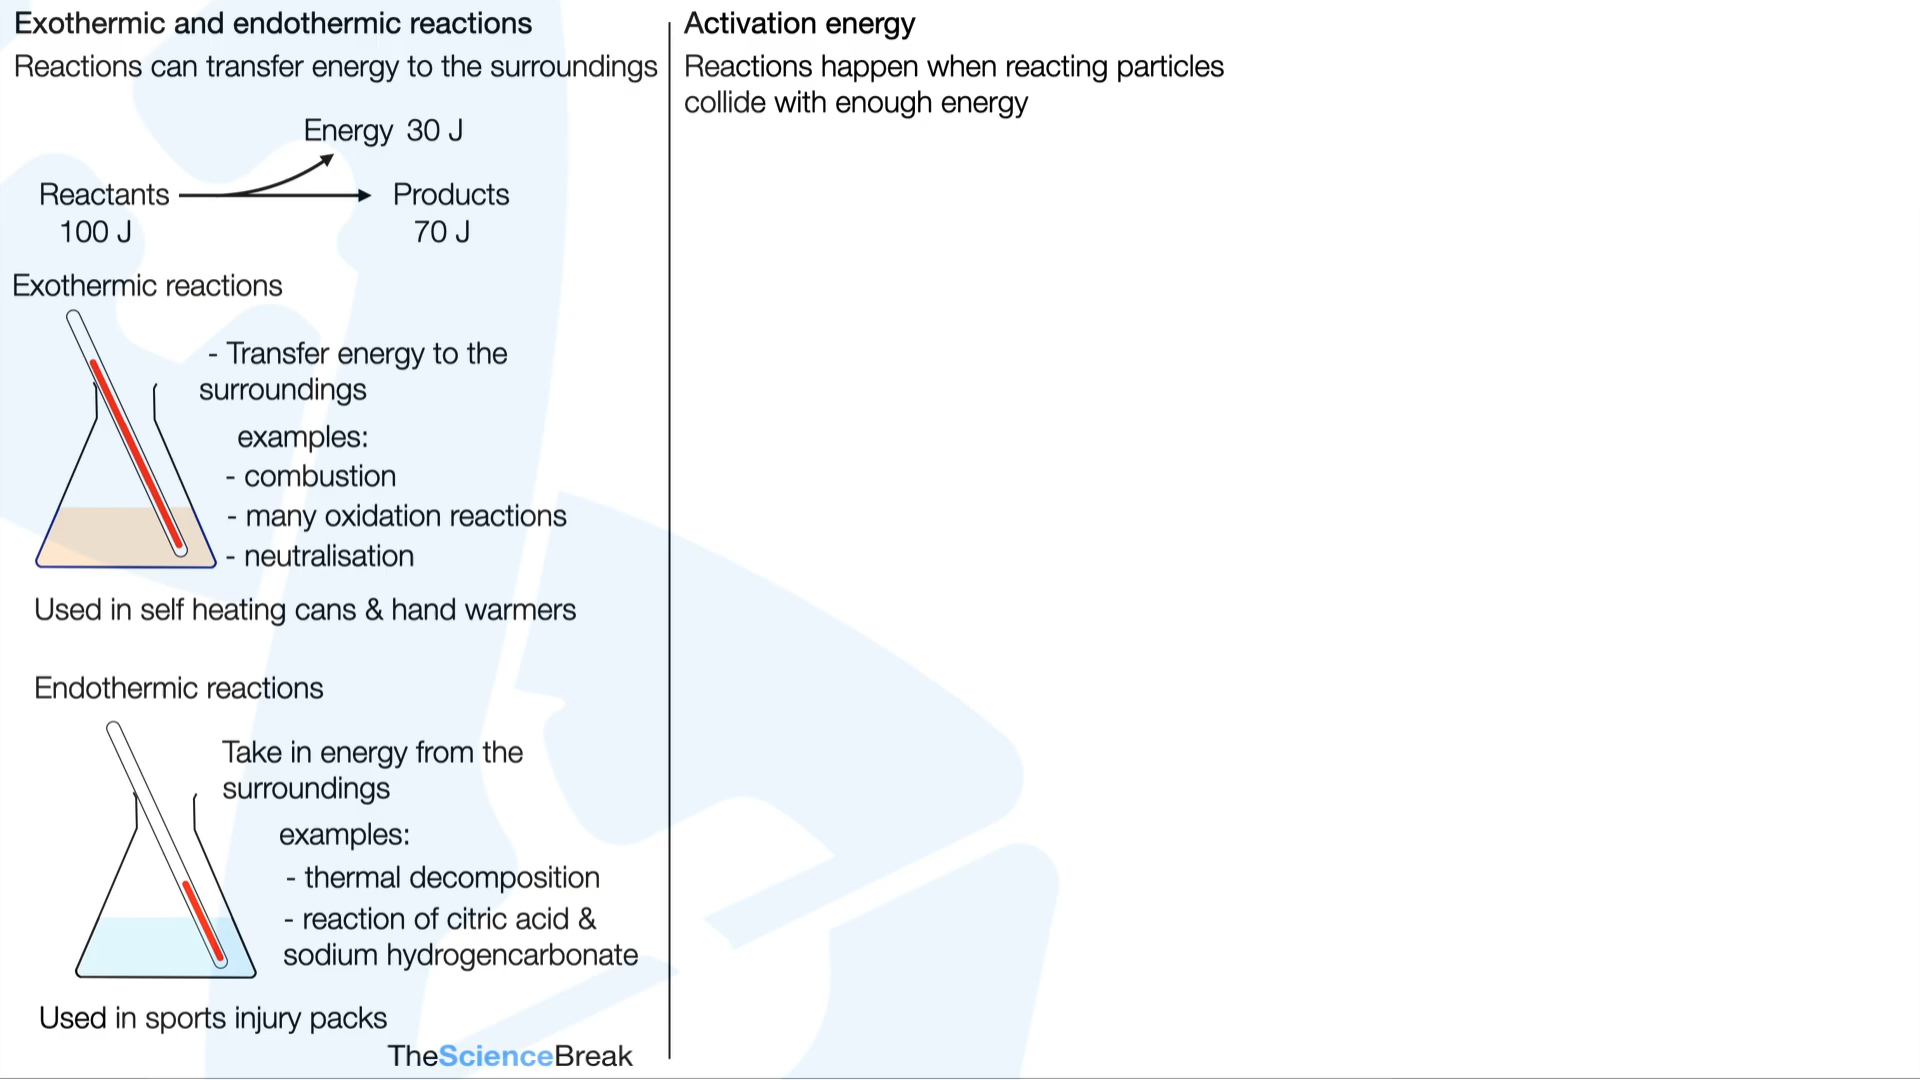 Exothermic and endothermic reactions
Reactions can transfer energy to the surroundings
Energy 30 J
Reactants
Products
100 J
70 J
Exothermic reactions
- Transfer energy to the
surroundings
examples:
- combustion
- many oxidation reactions
- neutralisation
Used in self heating cans & hand warmers
Endothermic reactions
Take in energy from the
surroundings
examples:
- thermal decomposition
- reaction of citric acid &
sodium hydrogencarbonate
Used in sports injury packs
TheScienceBreak
Activation energy
Reactions happen when reacting particles
collide with enough energy